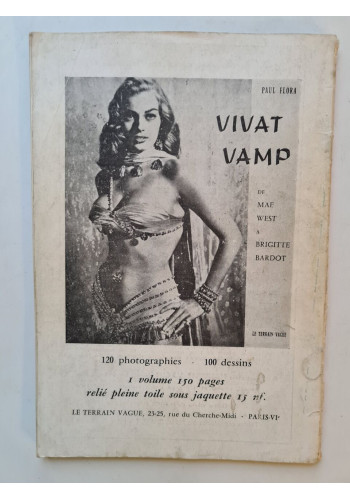 PAUL FLORA
VIVAT
VAMP
DE
MAE
WEST
A
BRIGITTE
BARDOT
LE TERRAIN VAGUE
120 photographies - 100 dessins
1 volume 150 pages
relié pleine toile sous jaquette 15 nf.
LE TERRAIN VAGUE, 23-25, rue du Cherche-Midi - PARIS-VIᵉ